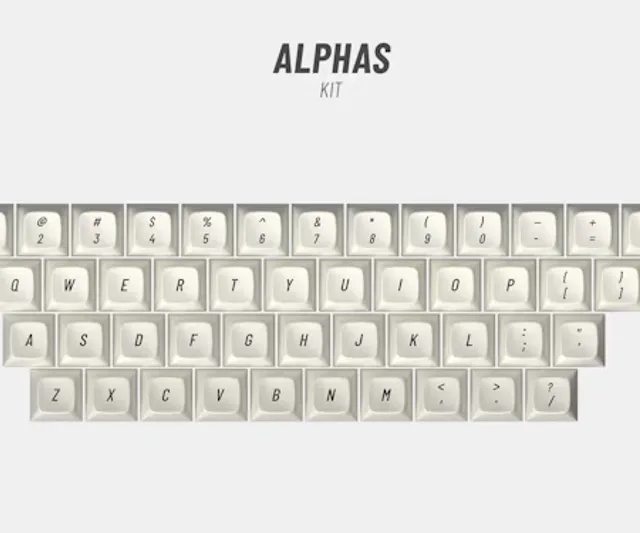 ALPHAS
KIT
@ # $ % ^ & * ( ) _ +
2 3 4 5 6 7 8 9 0 - =
Q W E R T Y U I O P { }
[ ]
A S D F G H J K L : "
; '
Z X C V B N M < > ?
, . /